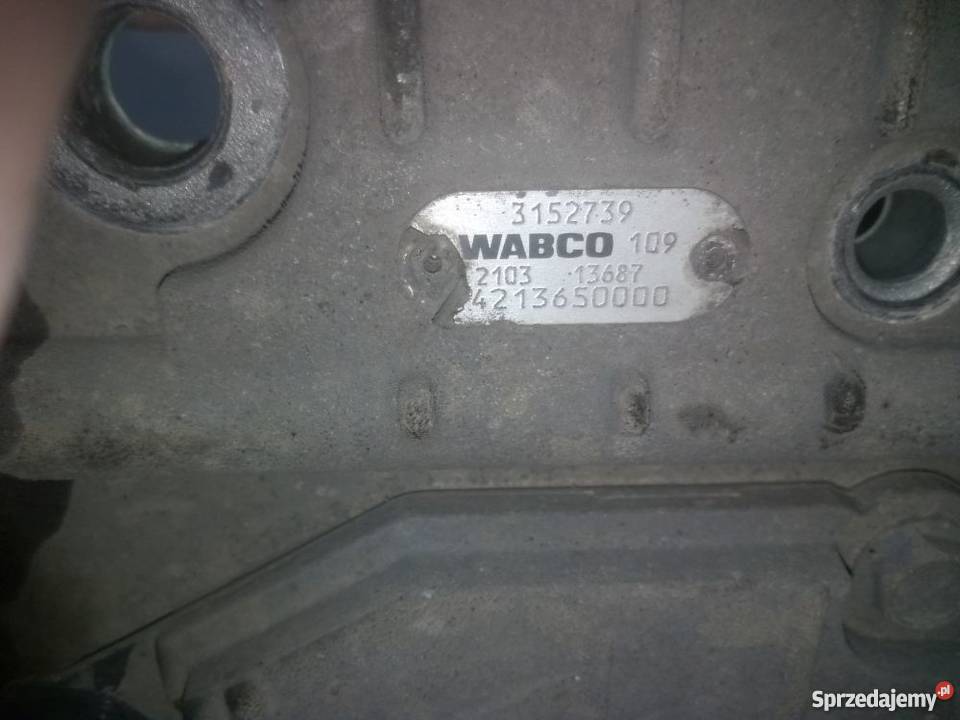 3152739
WABCO 109
2103 13687
4213650000
Sprzedajemy.pl